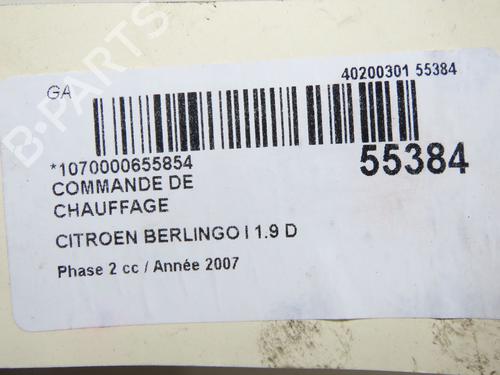 B-PARTS
GA
40200301 55384
*1070000655854
55384
COMMANDE DE
CHAUFFAGE
CITROEN BERLINGO I 1.9 D
Phase 2 cc / Année 2007